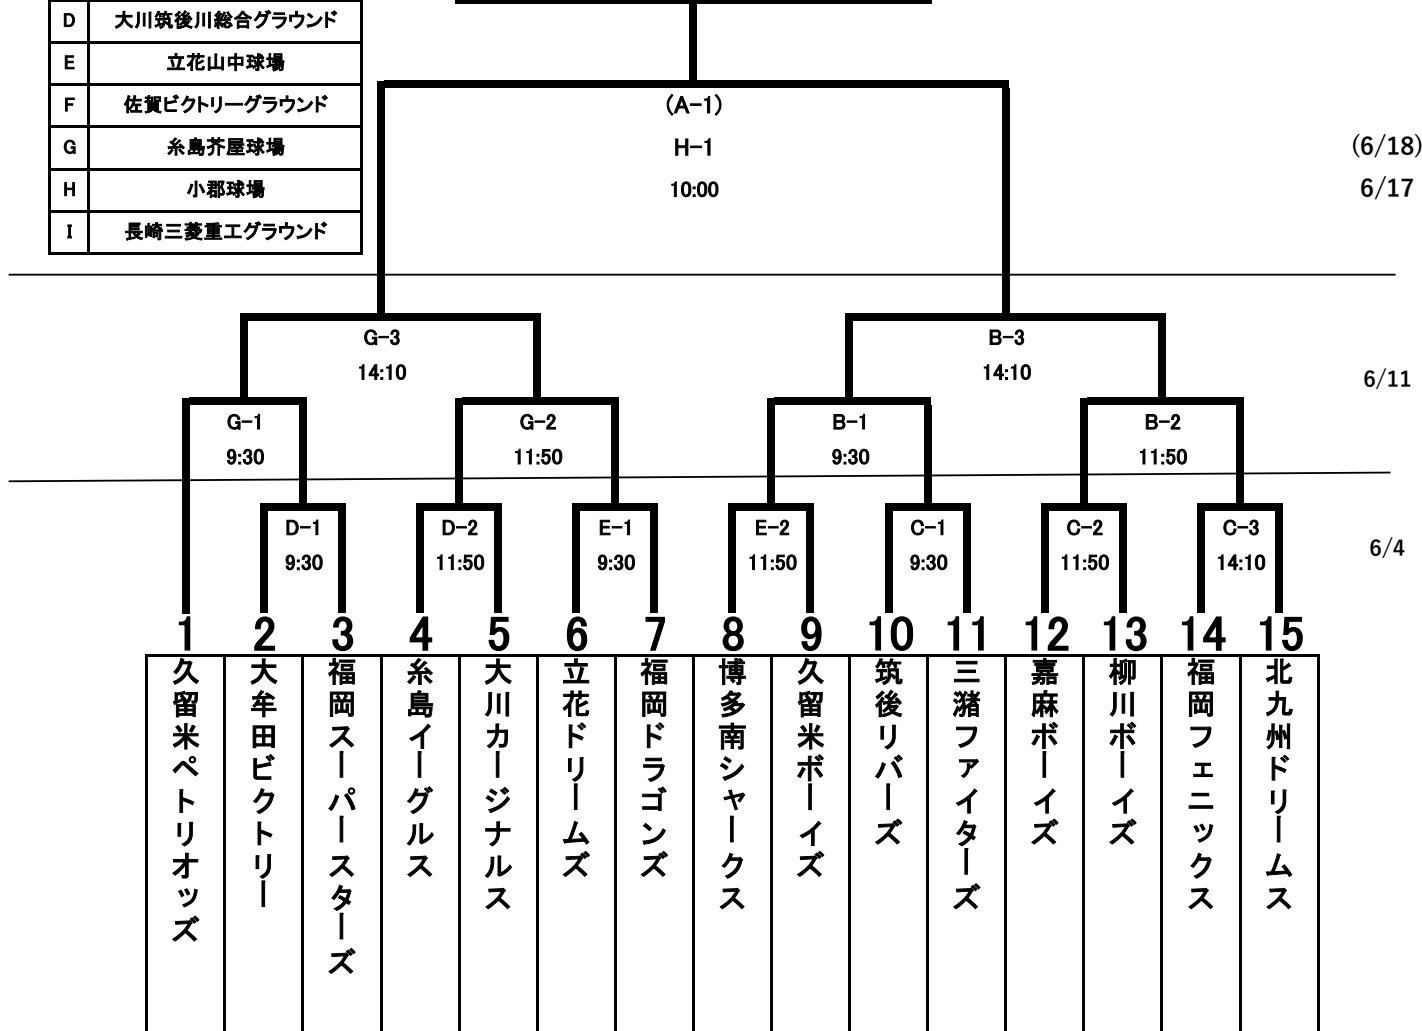 D 大川筑後川総合グラウンド
E 立花山中球場
F 佐賀ビクトリーグラウンド
G 糸島芥屋球場
H 小郡球場
I 長崎三菱重工グラウンド
(A-1)
H-1
10:00
(6/18)
6/17
G-3
14:10
B-3
14:10
6/11
G-1
9:30
G-2
11:50
B-1
9:30
B-2
11:50
D-1
9:30
D-2
11:50
E-1
9:30
E-2
11:50
C-1
9:30
C-2
11:50
C-3
14:10
6/4
1
久留米ペトリオッズ
2
大牟田ビクトリー
3
福岡スーパースターズ
4
糸島イーグルス
5
大川カージナルス
6
立花ドリームズ
7
福岡ドラゴンズ
8
博多南シャークス
9
久留米ボーイズ
10
筑後リバーズ
11
三潴ファイターズ
12
嘉麻ボーイズ
13
柳川ボーイズ
14
福岡フェニックス
15
北九州ドリームス